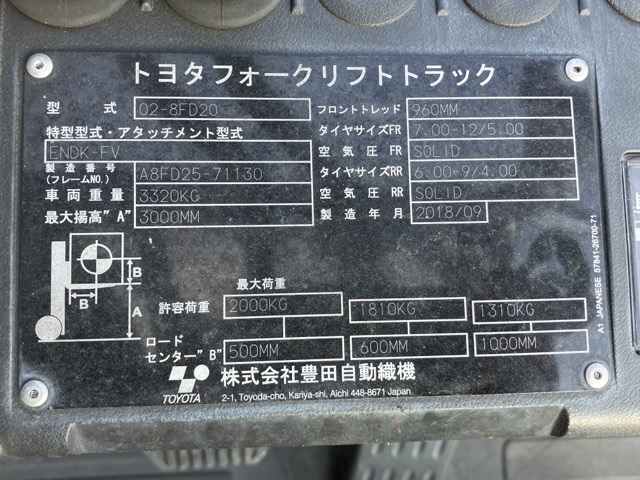 トヨタフォークリフトトラック
型式 02-8FD20 フロントトレッド 960MM
特型型式・アタッチメント型式 タイヤサイズFR 7.00-12/5.00
ENDK-FV 空気圧 FR SOLID
製造番号(フレームNO.) A8FD25-71130 タイヤサイズRR 6.00-9/4.00
車両重量 3320KG 空気圧 RR SOLID
最大揚高"A" 3000MM 製造年月 2018/09
B
B
A
最大荷重
許容荷重 2000KG 1810KG 1310KG
ロードセンター"B" 500MM 600MM 1000MM
TOYOTA 株式会社豊田自動織機
2-1, Toyoda-cho, Kariya-shi, Aichi 448-8671 Japan
A1 JAPANESE 57841-26700-71